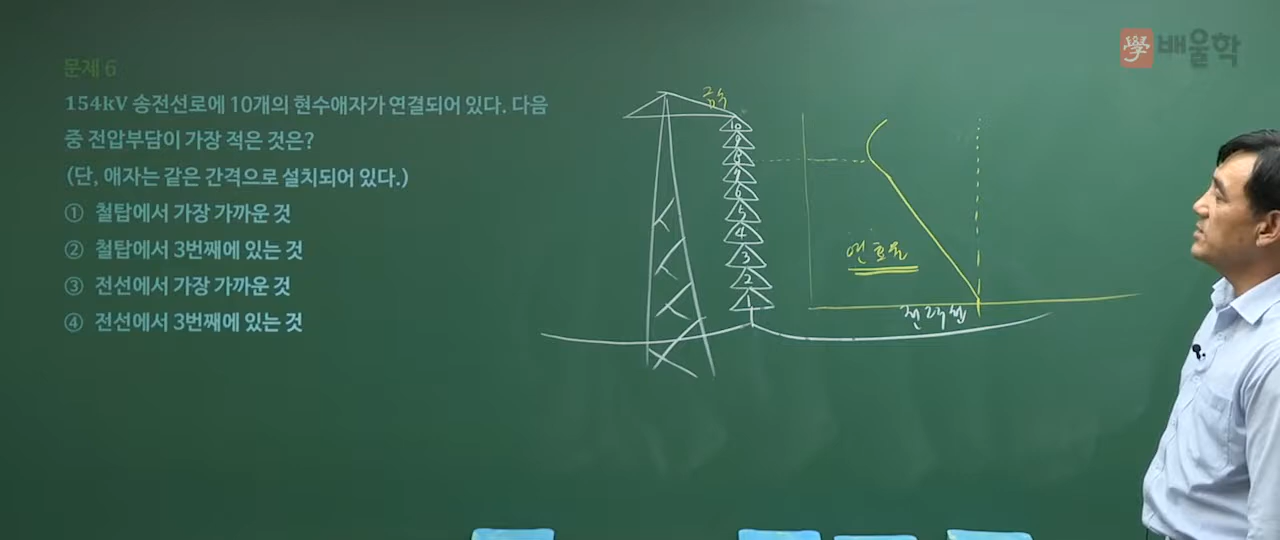 學 배울학
문제 6
154kV 송전선로에 10개의 현수애자가 연결되어 있다. 다음
중 전압부담이 가장 적은 것은?
(단, 애자는 같은 간격으로 설치되어 있다.)
① 철탑에서 가장 가까운 것
② 철탑에서 3번째에 있는 것
③ 전선에서 가장 가까운 것
④ 전선에서 3번째에 있는 것
10
9
8
7
6
5
4
3
2
1
연효율